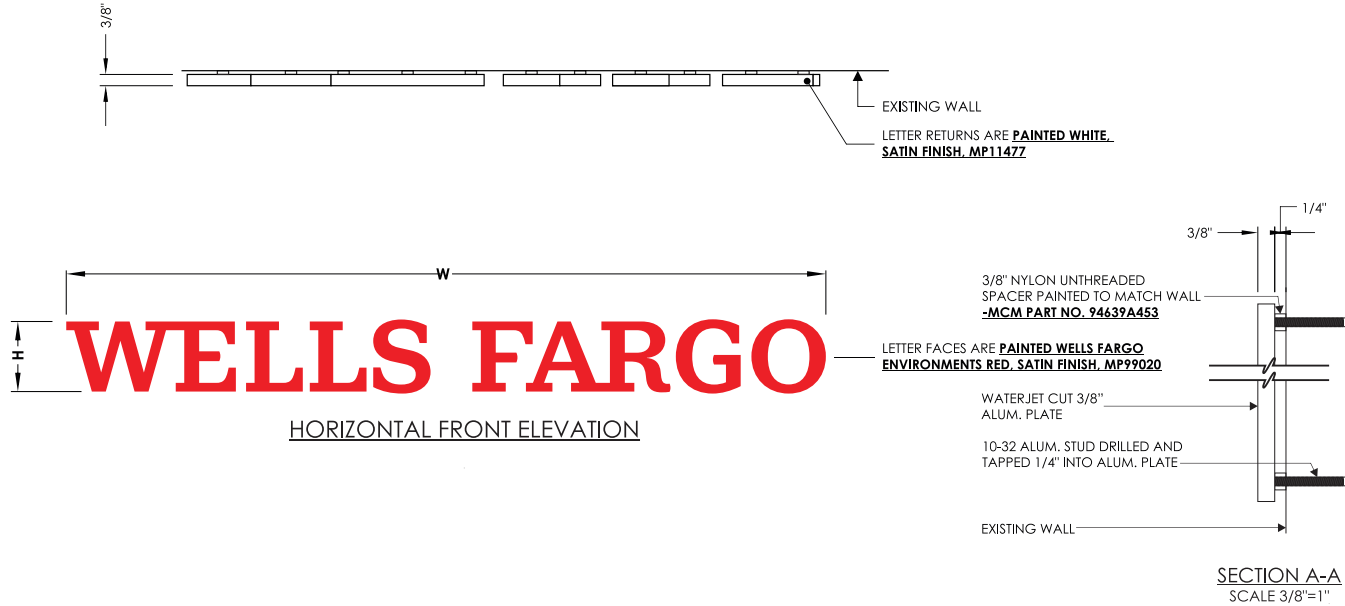 3/8"
EXISTING WALL
LETTER RETURNS ARE PAINTED WHITE,
SATIN FINISH, MP11477
W
H
WELLS FARGO
HORIZONTAL FRONT ELEVATION
LETTER FACES ARE PAINTED WELLS FARGO
ENVIRONMENTS RED, SATIN FINISH, MP99020
1/4"
3/8"
3/8" NYLON UNTHREADED
SPACER PAINTED TO MATCH WALL
-MCM PART NO. 94639A453
WATERJET CUT 3/8"
ALUM. PLATE
10-32 ALUM. STUD DRILLED AND
TAPPED 1/4" INTO ALUM. PLATE
EXISTING WALL
SECTION A-A
SCALE 3/8"=1"